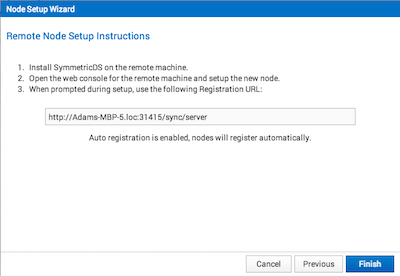 Node Setup Wizard
Remote Node Setup Instructions
1. Install SymmetricDS on the remote machine.
2. Open the web console for the remote machine and setup the new node.
3. When prompted during setup, use the following Registration URL:
http://Adams-MBP-5.loc:31415/sync/server
Auto registration is enabled, nodes will register automatically.
Cancel Previous Finish